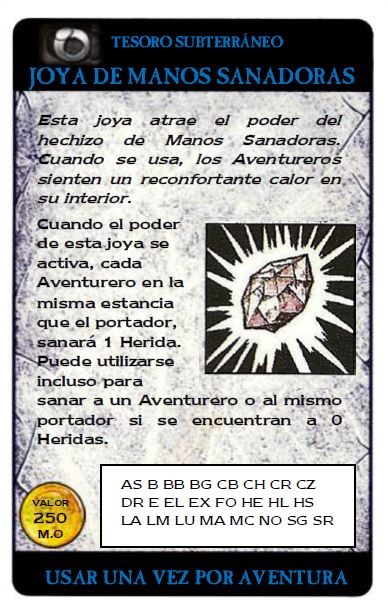 TESORO SUBTERRÁNEO
JOYA DE MANOS SANADORAS
Esta joya atrae el poder del
hechizo de Manos Sanadoras.
Cuando se usa, los Aventureros
sienten un reconfortante calor en
su interior.
Cuando el poder
de esta joya se
activa, cada
Aventurero en la
misma estancia
que el portador,
sanará 1 Herida.
Puede utilizarse
incluso para
sanar a un Aventurero o al mismo
portador si se encuentran a 0
Heridas.
AS B BB BG CB CH CR CZ
DR E EL EX FO HE HL HS
LA LM LU MA MC NO SG SR
VALOR
250
M.O
USAR UNA VEZ POR AVENTURA